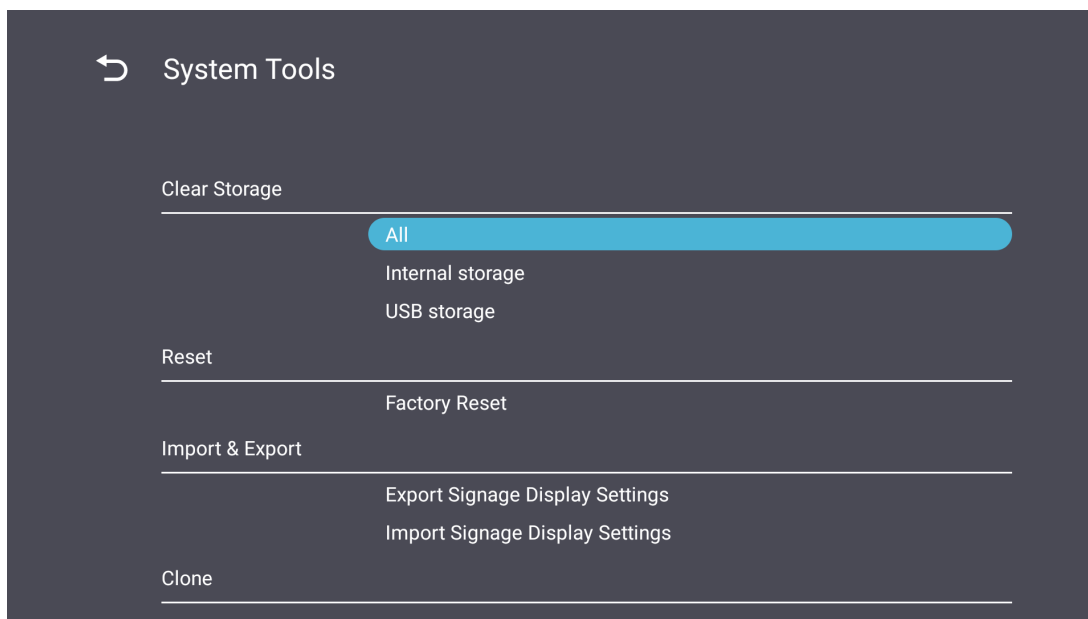 System Tools
Clear Storage
All
Internal storage
USB storage
Reset
Factory Reset
Import & Export
Export Signage Display Settings
Import Signage Display Settings
Clone